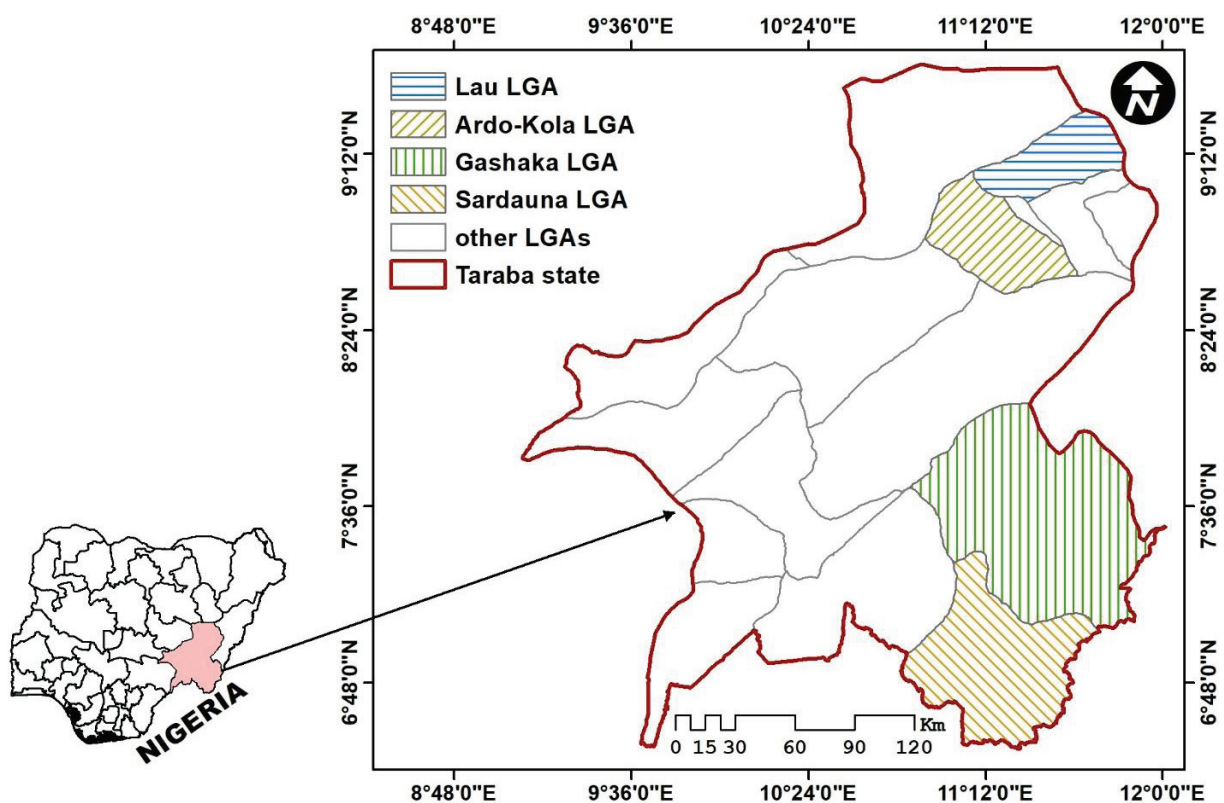 8°48'0"E 9°36'0"E 10°24'0"E 11°12'0"E 12°0'0"E
Lau LGA
Ardo-Kola LGA
Gashaka LGA
Sardauna LGA
other LGAs
Taraba state
N
9°12'0"N 9°12'0"N
8°24'0"N 8°24'0"N
7°36'0"N 7°36'0"N
6°48'0"N 6°48'0"N
NIGERIA
Km
0 15 30 60 90 120
8°48'0"E 9°36'0"E 10°24'0"E 11°12'0"E 12°0'0"E